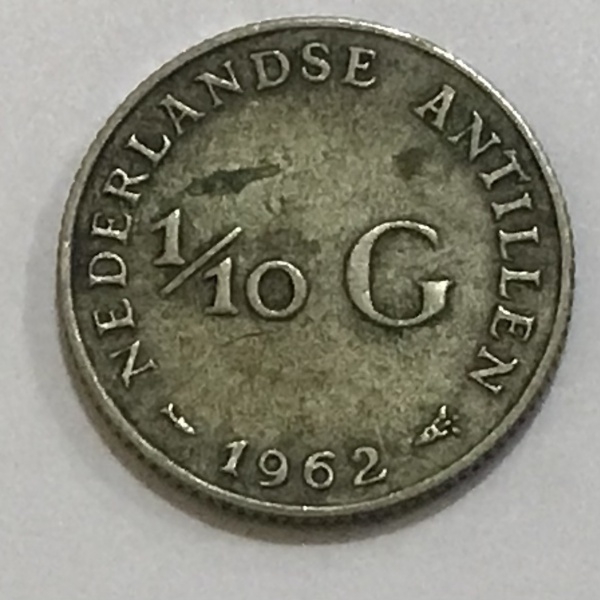 NEDERLANDSE ANTILLEN
1/10 G
1962